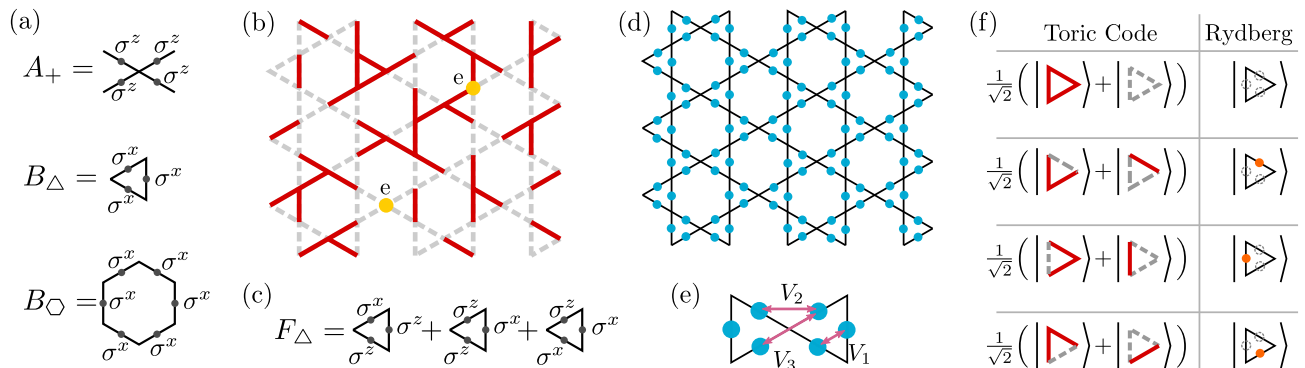 (a)
A₊ = σᶻ σᶻ σᶻ σᶻ
B△ = σˣ σˣ σˣ
B⬡ = σˣ σˣ σˣ σˣ σˣ σˣ
(b)
e
e
(c)
F△ = σˣ σᶻ σᶻ + σᶻ σˣ σᶻ + σᶻ σˣ σˣ
(d)
(e)
V₂
V₃
V₁
(f)
Toric Code Rydberg
1/√2 (| ⟩ + | ⟩) | ⟩
1/√2 (| ⟩ + | ⟩) | ⟩
1/√2 (| ⟩ + | ⟩) | ⟩
1/√2 (| ⟩ + | ⟩) | ⟩